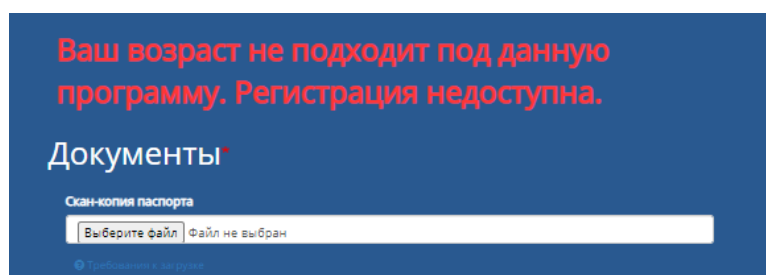 Ваш возраст не подходит под данную
программу. Регистрация недоступна.
Документы*
Скан-копия паспорта
Выберите файл Файл не выбран
Требования к загрузке